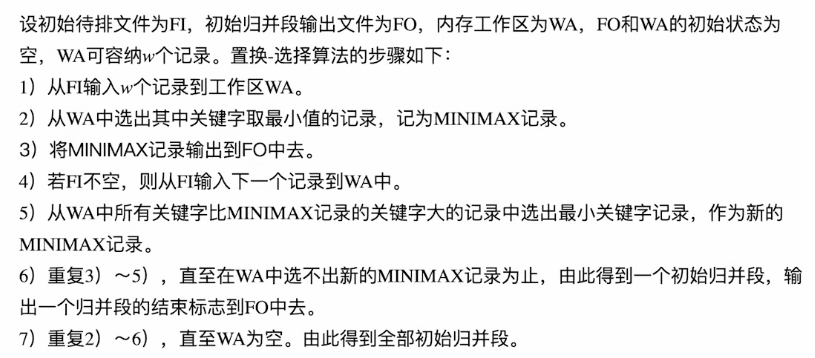 设初始待排文件为FI，初始归并段输出文件为FO，内存工作区为WA，FO和WA的初始状态为
空，WA可容纳w个记录。置换-选择算法的步骤如下：
1）从FI输入w个记录到工作区WA。
2）从WA中选出其中关键字取最小值的记录，记为MINIMAX记录。
3）将MINIMAX记录输出到FO中去。
4）若FI不空，则从FI输入下一个记录到WA中。
5）从WA中所有关键字比MINIMAX记录的关键字大的记录中选出最小关键字记录，作为新的
MINIMAX记录。
6）重复3）～5），直至在WA中选不出新的MINIMAX记录为止，由此得到一个初始归并段，输
出一个归并段的结束标志到FO中去。
7）重复2）～6），直至WA为空。由此得到全部初始归并段。